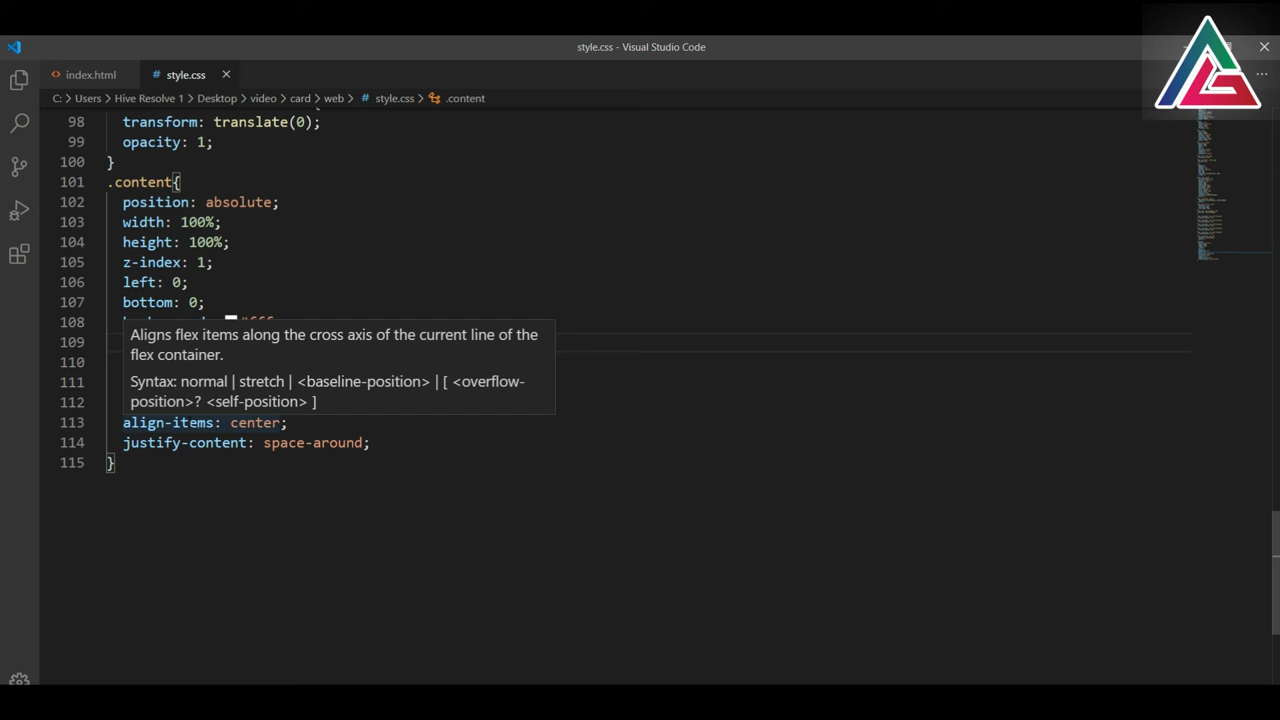 style.css - Visual Studio Code
index.html
# style.css
C: > Users > Hive Resolve 1 > Desktop > video > card > web > # style.css > .content
98 transform: translate(0);
99 opacity: 1;
100 }
101 .content{
102 position: absolute;
103 width: 100%;
104 height: 100%;
105 z-index: 1;
106 left: 0;
107 bottom: 0;
108
Aligns flex items along the cross axis of the current line of the
109
flex container.
110
Syntax: normal | stretch | <baseline-position> | [ <overflow-
111
position>? <self-position> ]
112
113 align-items: center;
114 justify-content: space-around;
115 }